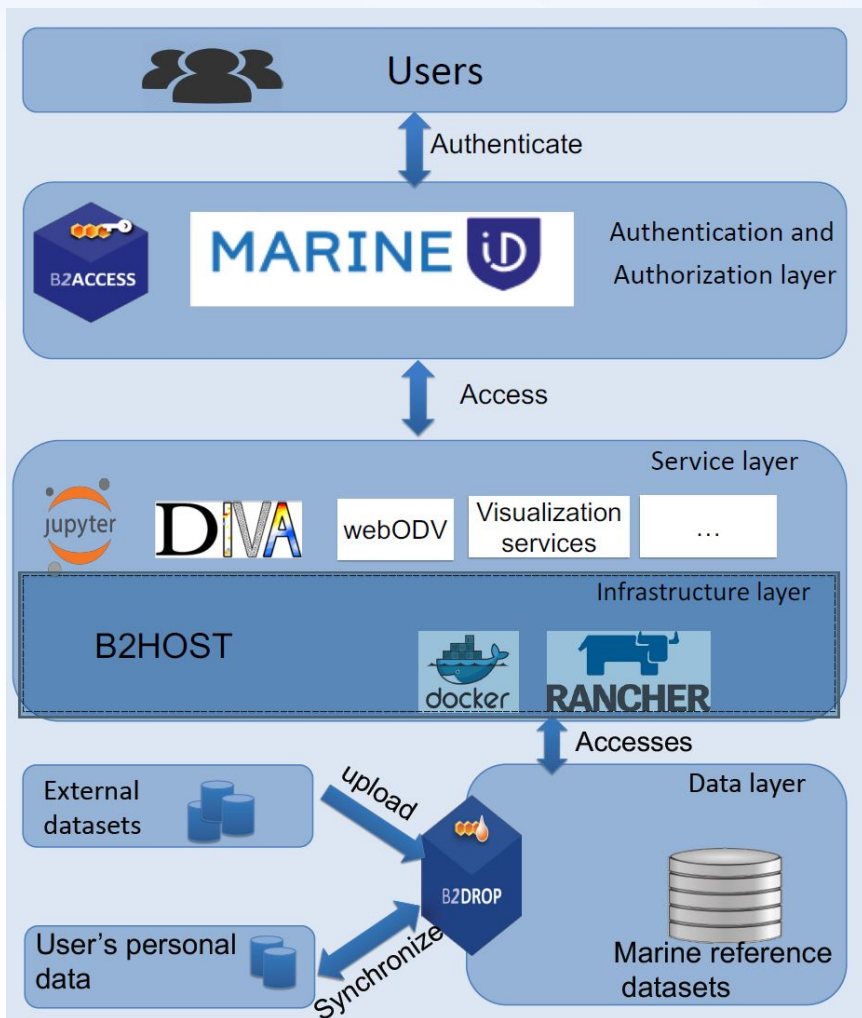 Users
Authenticate
B2ACCESS
MARINE iD
Authentication and
Authorization layer
Access
Service layer
jupyter
DIVA
webODV
Visualization
services
...
Infrastructure layer
B2HOST
docker
RANCHER
Accesses
External
datasets
upload
Data layer
B2DROP
User's personal
data
Synchronize
Marine reference
datasets